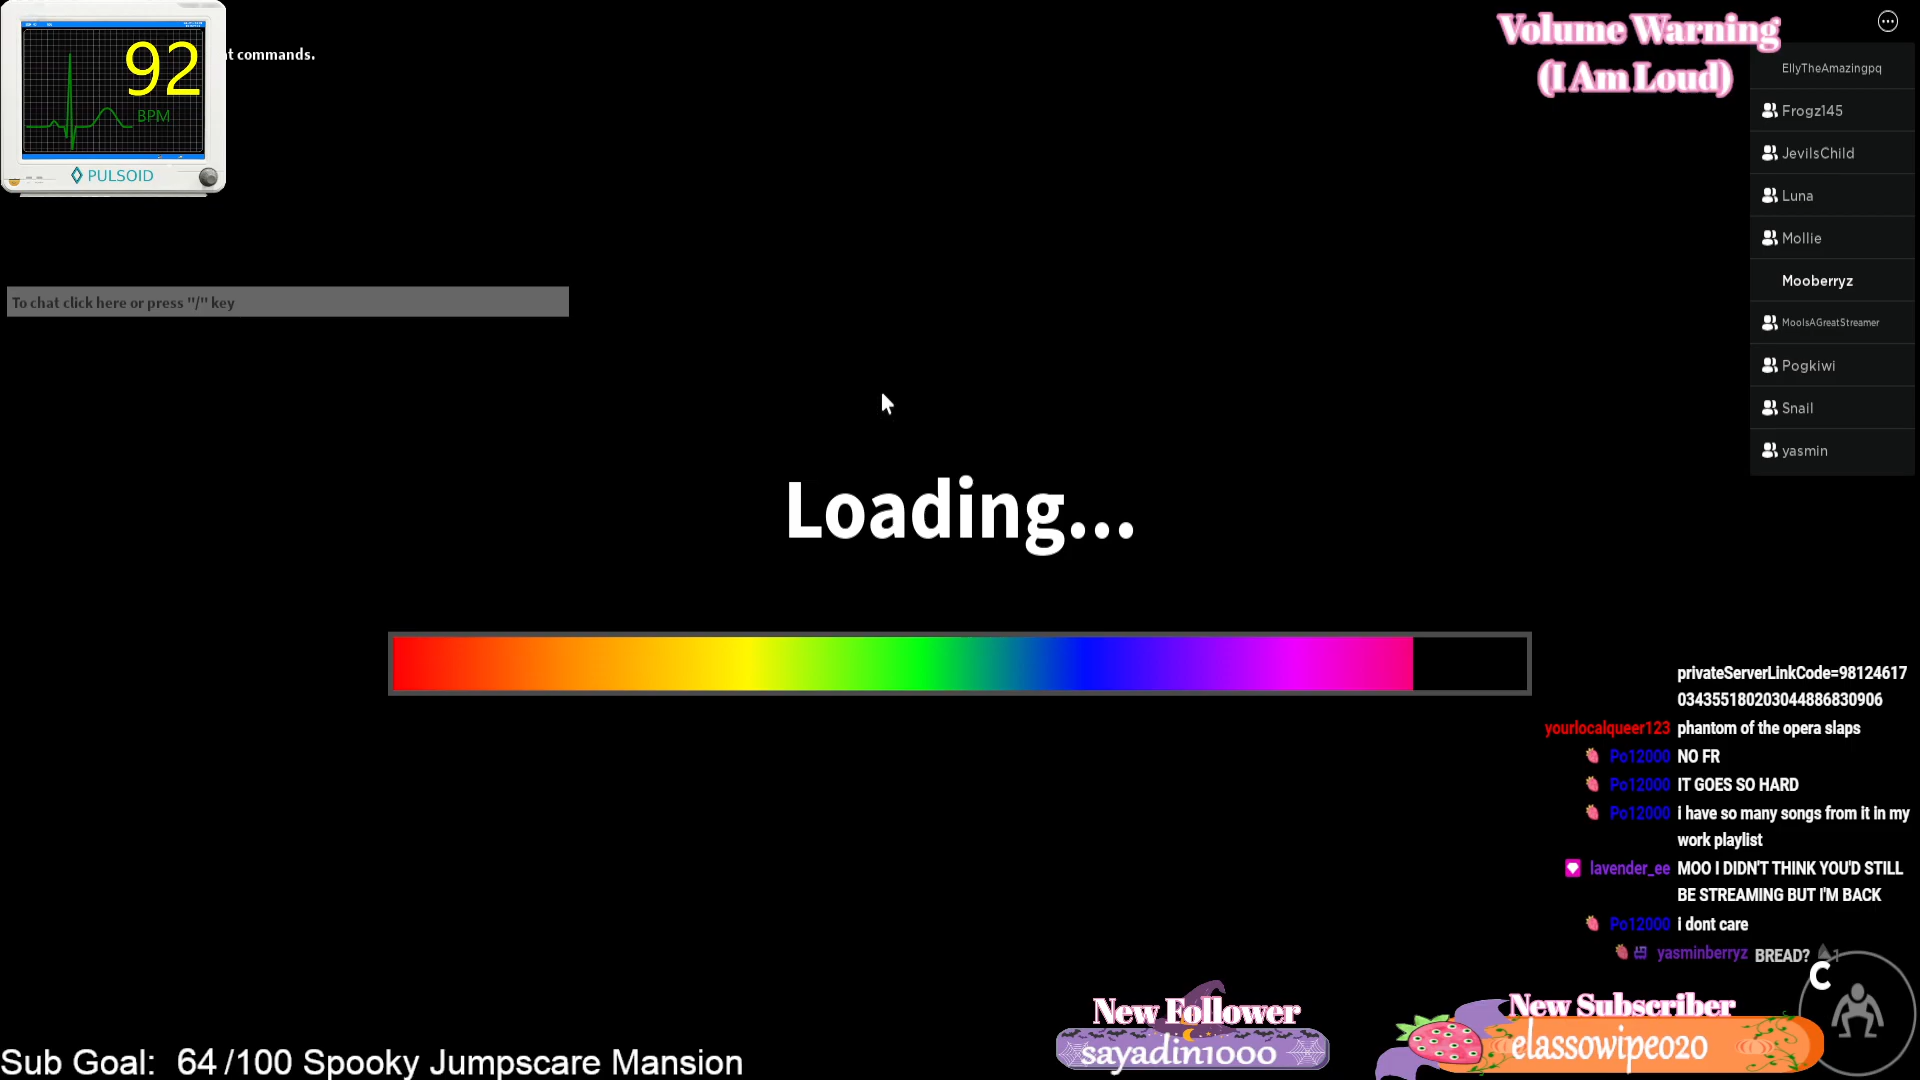 92
BPM
PULSOID
t commands.
To chat click here or press "/" key
Volume Warning
(I Am Loud)
EllyTheAmazingpq
Frogz145
JevilsChild
Luna
Mollie
Mooberryz
MooIsAGreatStreamer
Pogkiwi
Snail
yasmin
Loading...
privateServerLinkCode=98124617
034355180203044886830906
yourlocalqueer123 phantom of the opera slaps
Po12000 NO FR
Po12000 IT GOES SO HARD
Po12000 i have so many songs from it in my
work playlist
lavender_ee MOO I DIDN'T THINK YOU'D STILL
BE STREAMING BUT I'M BACK
Po12000 i dont care
yasminberryz BREAD?
C
New Follower
sayadin1000
New Subscriber
elassowipe020
Sub Goal: 64 /100 Spooky Jumpscare Mansion